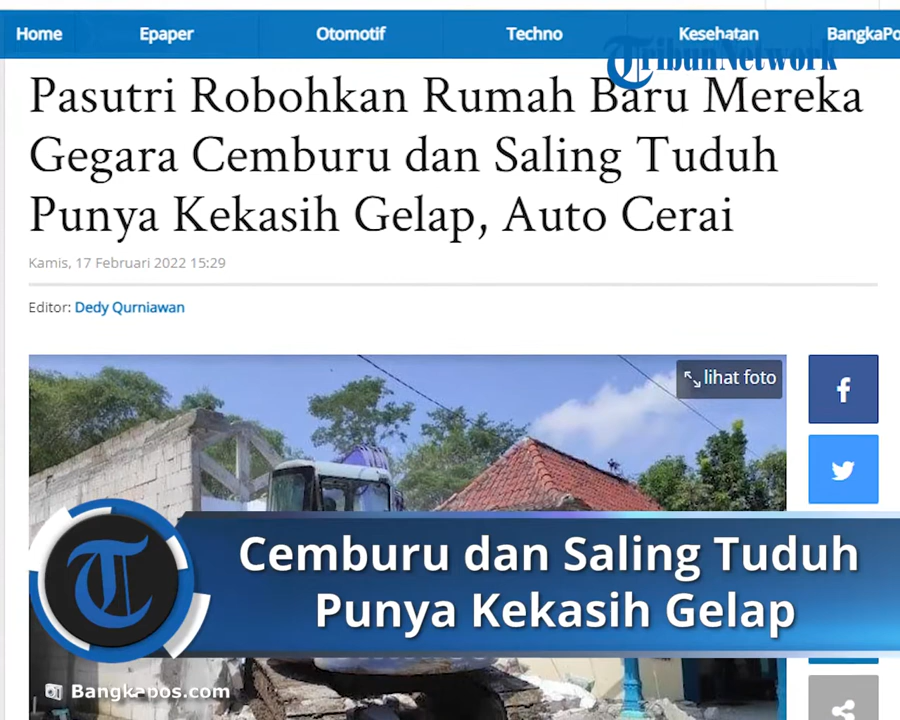 Home Epaper Otomotif Techno Kesehatan BangkaPo
TribunNetwork
Pasutri Robohkan Rumah Baru Mereka
Gegara Cemburu dan Saling Tuduh
Punya Kekasih Gelap, Auto Cerai
Kamis, 17 Februari 2022 15:29
Editor: Dedy Qurniawan
lihat foto
Cemburu dan Saling Tuduh
Punya Kekasih Gelap
Bangkapos.com